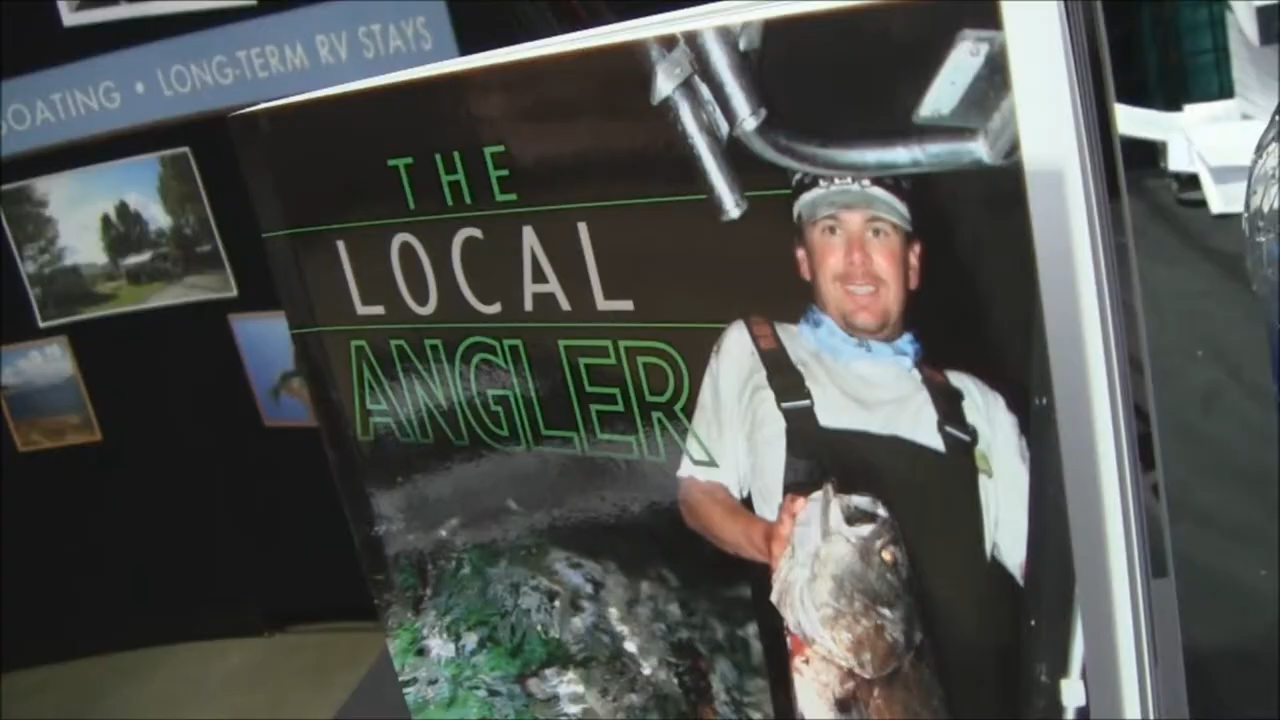 OATING • LONG-TERM RV STAYS
THE
LOCAL
ANGLER